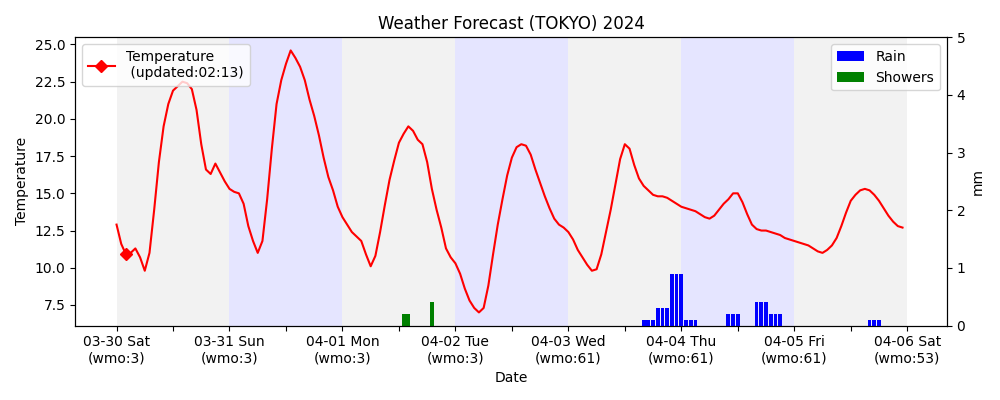 Weather Forecast (TOKYO) 2024
Temperature
(updated:02:13)
Rain
Showers
25.0
22.5
20.0
17.5
15.0
12.5
10.0
7.5
Temperature
5
4
3
2
1
0
mm
03-30 Sat
(wmo:3)
03-31 Sun
(wmo:3)
04-01 Mon
(wmo:3)
04-02 Tue
(wmo:3)
04-03 Wed
(wmo:61)
04-04 Thu
(wmo:61)
04-05 Fri
(wmo:61)
04-06 Sat
(wmo:53)
Date